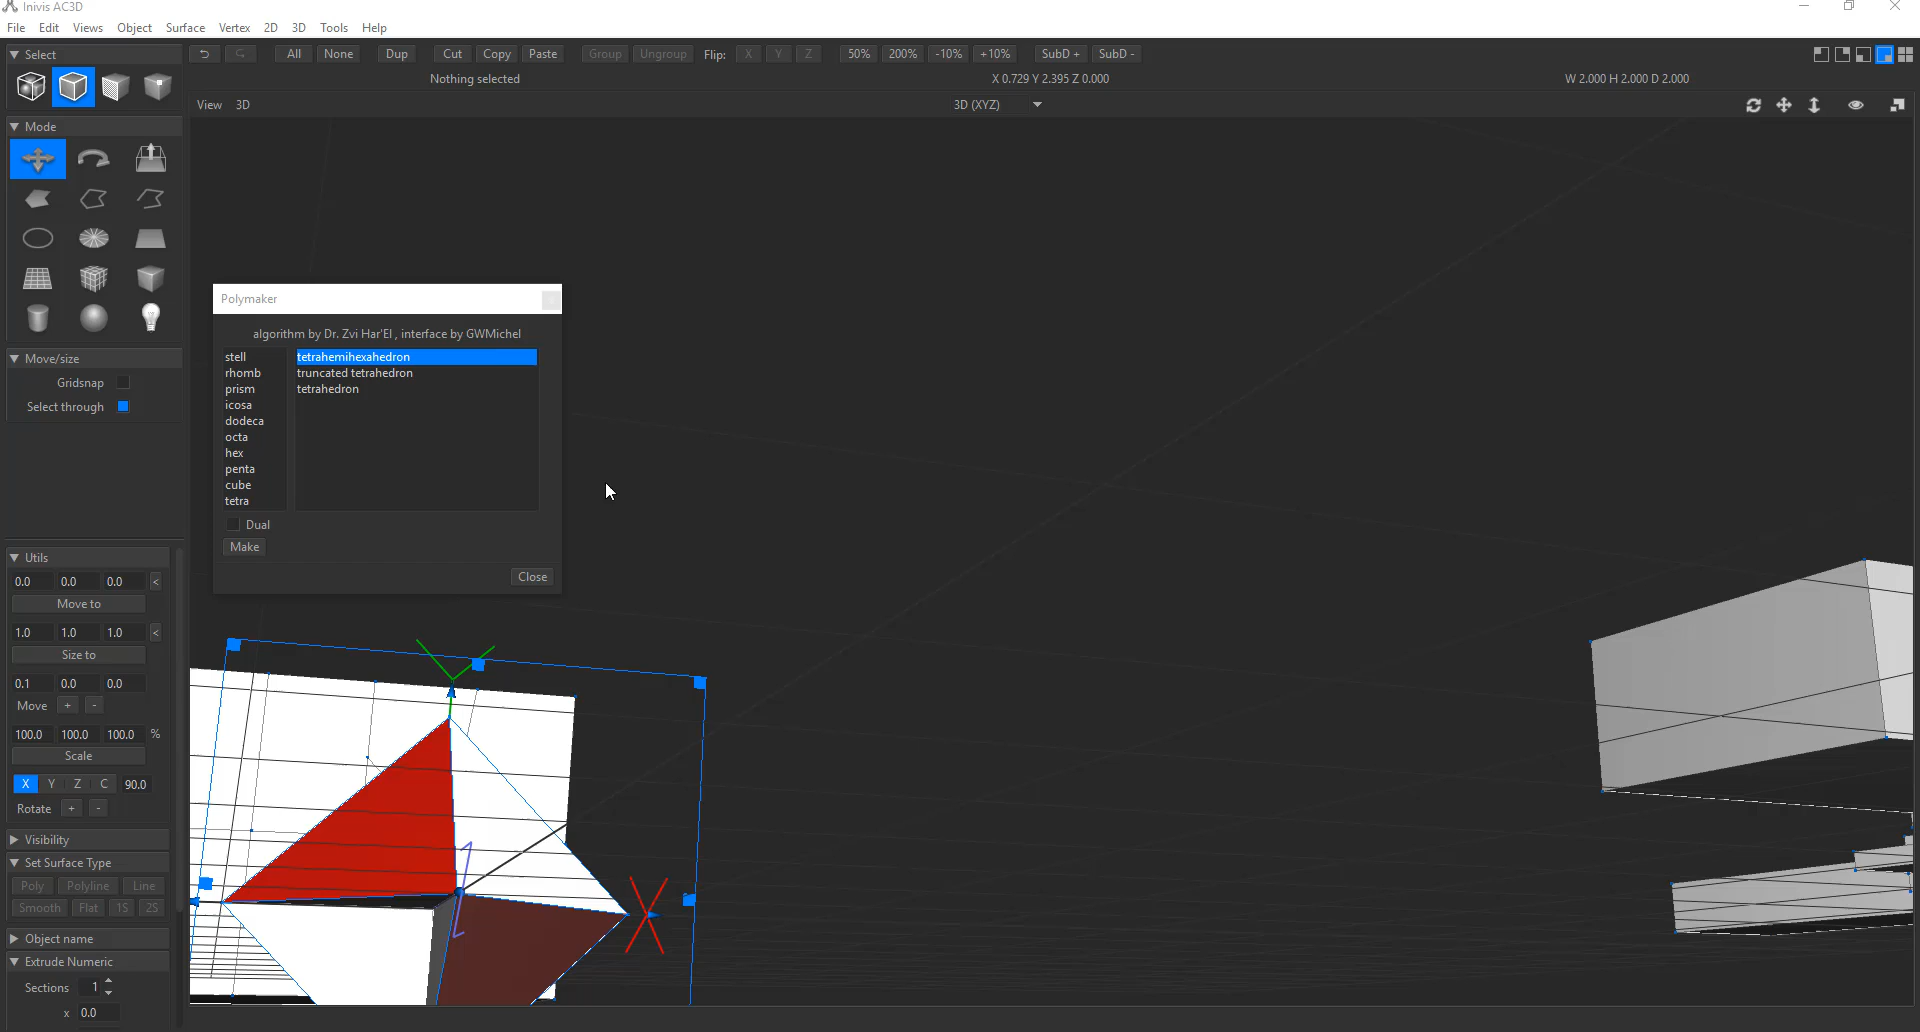 Inivis AC3D
File Edit Views Object Surface Vertex 2D 3D Tools Help
Select
All None Dup Cut Copy Paste Group Ungroup Flip: X Y Z 50% 200% -10% +10% SubD + SubD -
Nothing selected X 0.729 Y 2.395 Z 0.000 W 2.000 H 2.000 D 2.000
View 3D 3D (XYZ)
Mode
Move/size
Gridsnap
Select through
Polymaker
algorithm by Dr. Zvi Har'El , interface by GWMichel
stell tetrahemihexahedron
rhomb truncated tetrahedron
prism tetrahedron
icosa
dodeca
octa
hex
penta
cube
tetra
Dual
Make
Close
Utils
0.0 0.0 0.0 <
Move to
1.0 1.0 1.0 <
Size to
0.1 0.0 0.0
Move + -
100.0 100.0 100.0 %
Scale
X Y Z C 90.0
Rotate + -
Visibility
Set Surface Type
Poly Polyline Line
Smooth Flat 1S 2S
Object name
Extrude Numeric
Sections 1
x 0.0